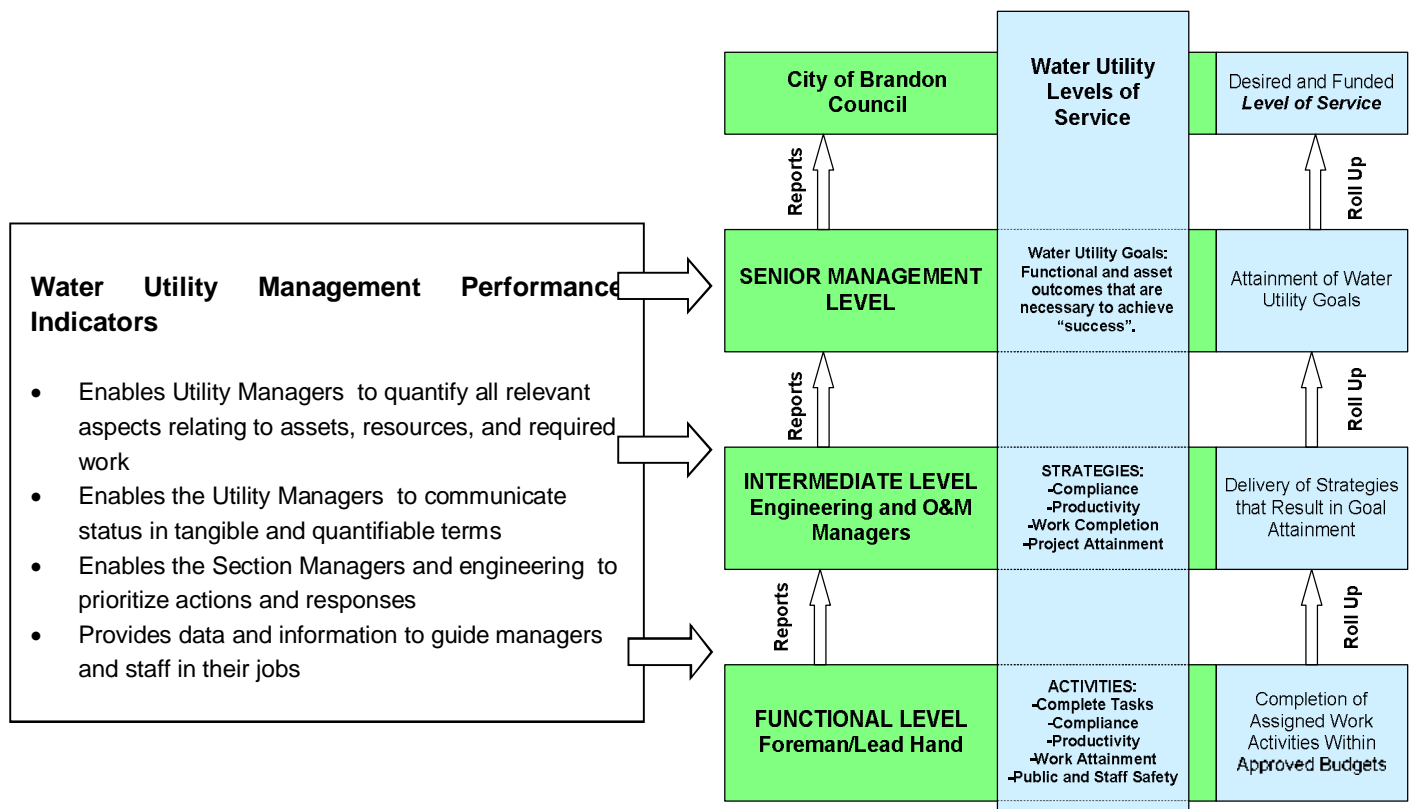 Water Utility Management Performance
Indicators
• Enables Utility Managers to quantify all relevant
aspects relating to assets, resources, and required
work
• Enables the Utility Managers to communicate
status in tangible and quantifiable terms
• Enables the Section Managers and engineering to
prioritize actions and responses
• Provides data and information to guide managers
and staff in their jobs
City of Brandon
Council
Water Utility
Levels of
Service
Desired and Funded
Level of Service
Reports
Roll Up
SENIOR MANAGEMENT
LEVEL
Water Utility Goals:
Functional and asset
outcomes that are
necessary to achieve
“success”.
Attainment of Water
Utility Goals
Reports
Roll Up
INTERMEDIATE LEVEL
Engineering and O&M
Managers
STRATEGIES:
-Compliance
-Productivity
-Work Completion
-Project Attainment
Delivery of Strategies
that Result in Goal
Attainment
Reports
Roll Up
FUNCTIONAL LEVEL
Foreman/Lead Hand
ACTIVITIES:
-Complete Tasks
-Compliance
-Productivity
-Work Attainment
-Public and Staff Safety
Completion of
Assigned Work
Activities Within
Approved Budgets